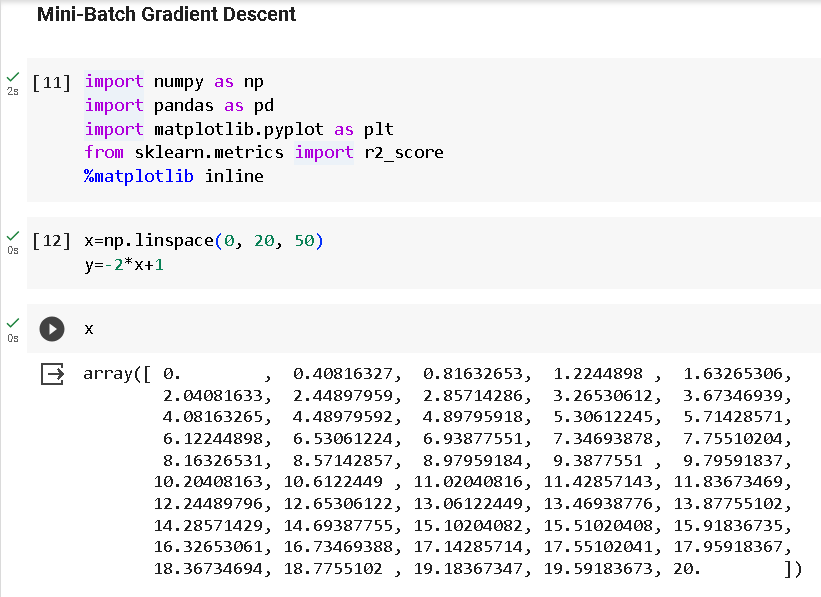 Mini-Batch Gradient Descent
2s
[11] import numpy as np
import pandas as pd
import matplotlib.pyplot as plt
from sklearn.metrics import r2_score
%matplotlib inline
0s
[12] x=np.linspace(0, 20, 50)
y=-2*x+1
0s
x
array([ 0.        ,  0.40816327,  0.81632653,  1.2244898 ,  1.63265306,
2.04081633,  2.44897959,  2.85714286,  3.26530612,  3.67346939,
4.08163265,  4.48979592,  4.89795918,  5.30612245,  5.71428571,
6.12244898,  6.53061224,  6.93877551,  7.34693878,  7.75510204,
8.16326531,  8.57142857,  8.97959184,  9.3877551 ,  9.79591837,
10.20408163, 10.6122449 , 11.02040816, 11.42857143, 11.83673469,
12.24489796, 12.65306122, 13.06122449, 13.46938776, 13.87755102,
14.28571429, 14.69387755, 15.10204082, 15.51020408, 15.91836735,
16.32653061, 16.73469388, 17.14285714, 17.55102041, 17.95918367,
18.36734694, 18.7755102 , 19.18367347, 19.59183673, 20.        ])